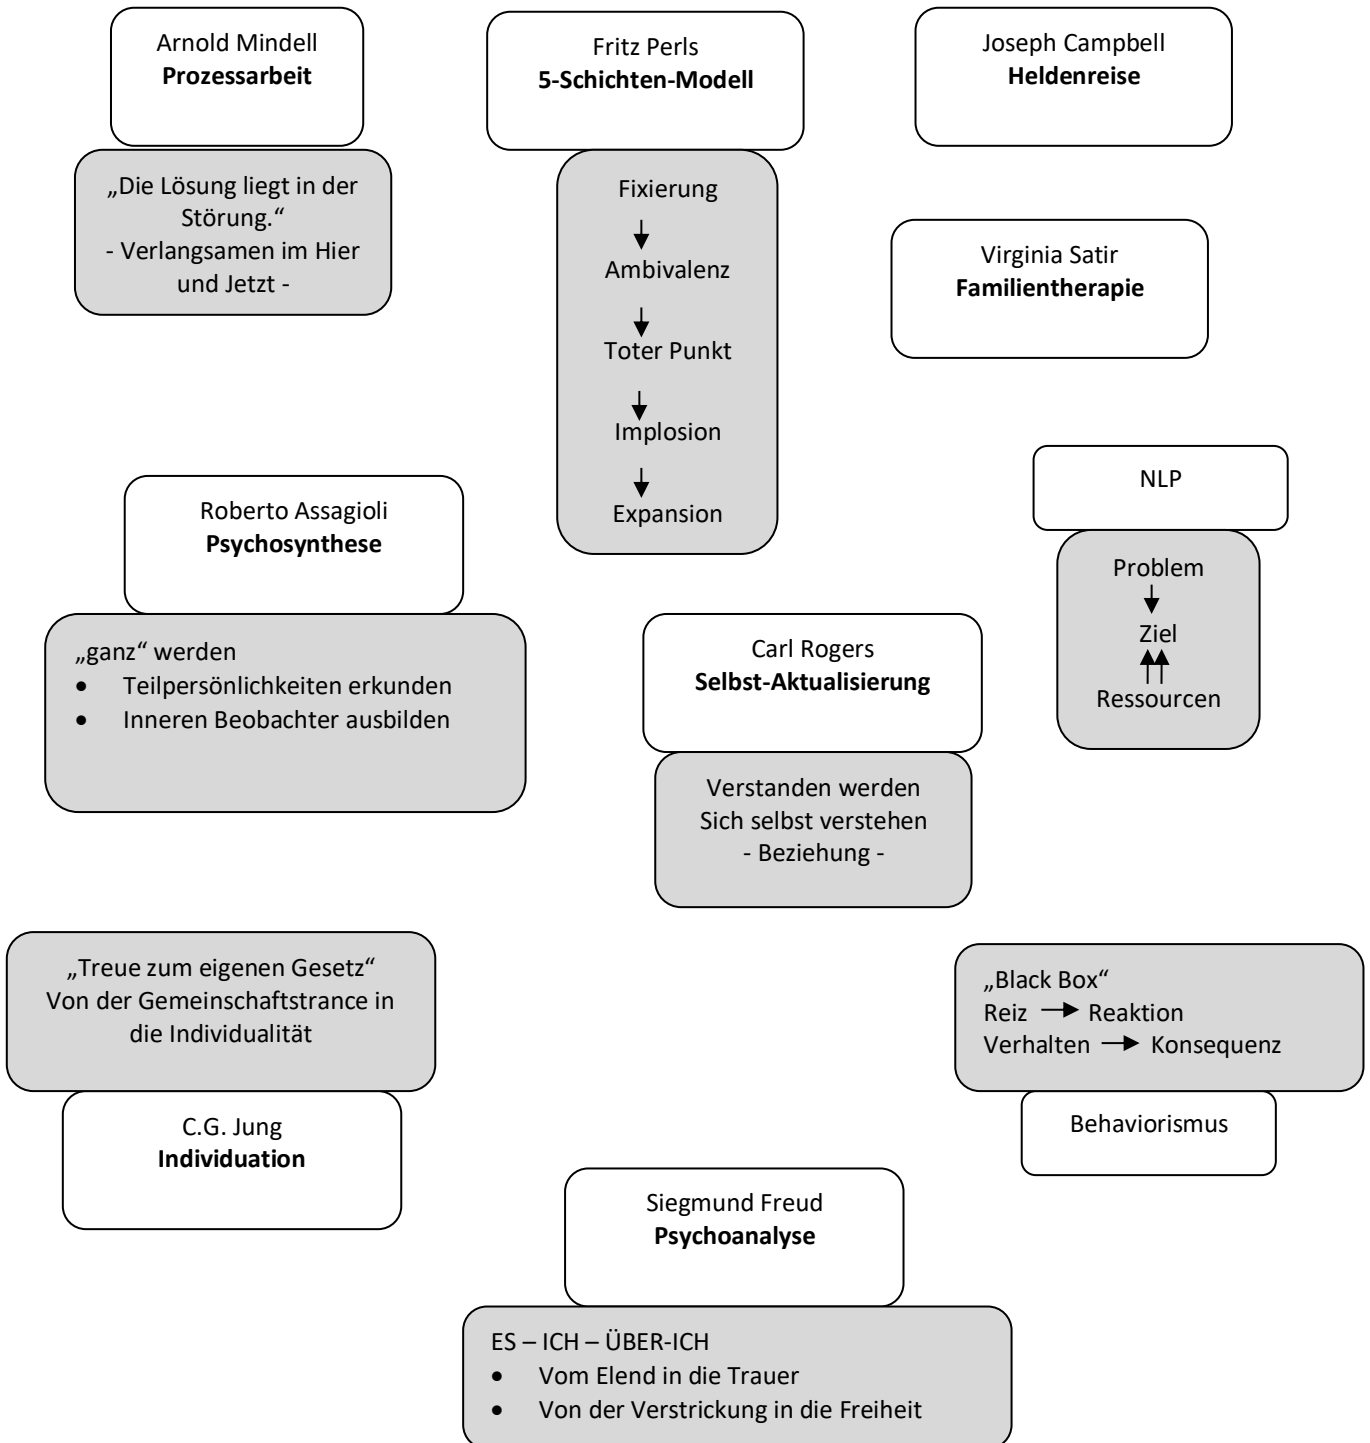 Arnold Mindell
Prozessarbeit
„Die Lösung liegt in der
Störung.“
- Verlangsamen im Hier
und Jetzt -
Fritz Perls
5-Schichten-Modell
Fixierung
Ambivalenz
Toter Punkt
Implosion
Expansion
Joseph Campbell
Heldenreise
Virginia Satir
Familientherapie
NLP
Problem
Ziel
Ressourcen
Roberto Assagioli
Psychosynthese
„ganz“ werden
• Teilpersönlichkeiten erkunden
• Inneren Beobachter ausbilden
Carl Rogers
Selbst-Aktualisierung
Verstanden werden
Sich selbst verstehen
- Beziehung -
„Treue zum eigenen Gesetz“
Von der Gemeinschaftstrance in
die Individualität
C.G. Jung
Individuation
„Black Box“
Reiz → Reaktion
Verhalten → Konsequenz
Behaviorismus
Siegmund Freud
Psychoanalyse
ES – ICH – ÜBER-ICH
• Vom Elend in die Trauer
• Von der Verstrickung in die Freiheit